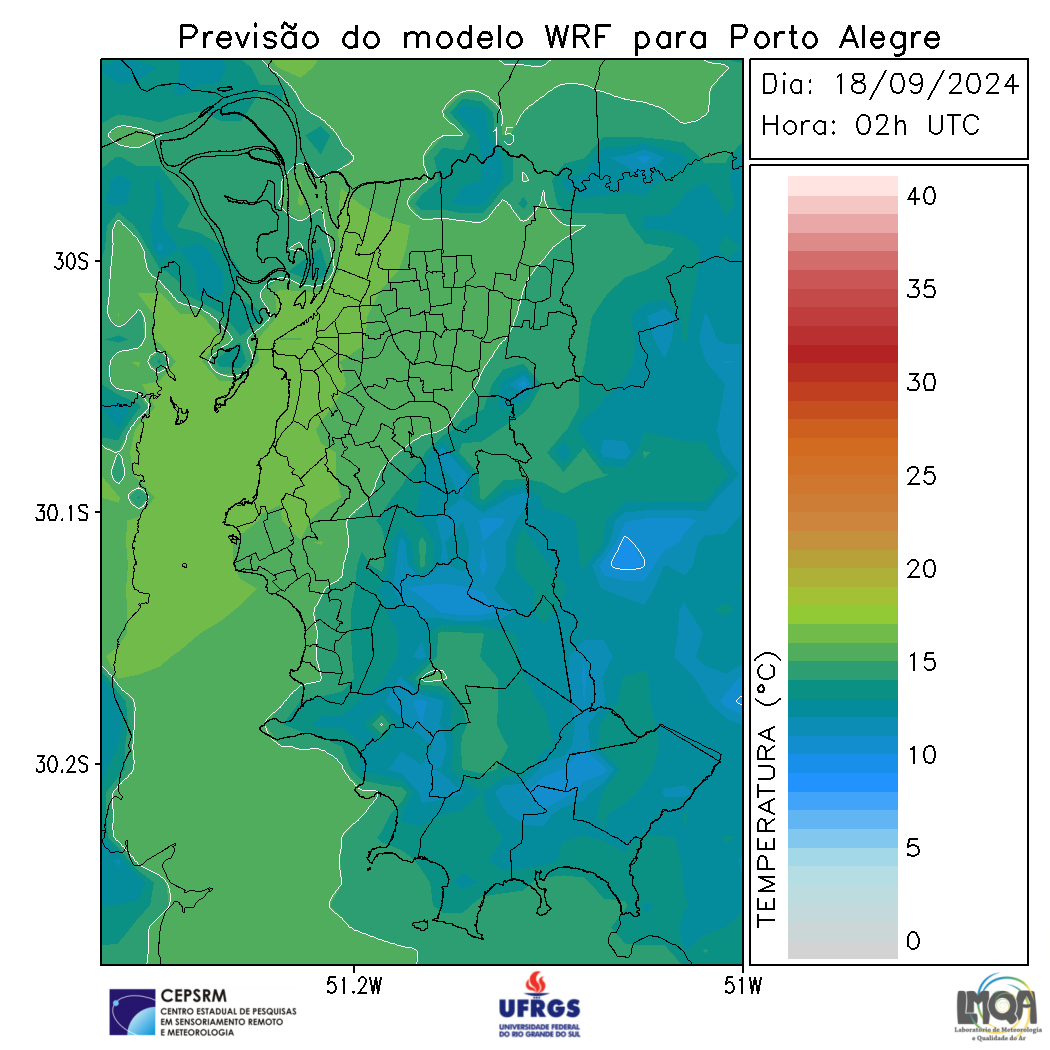 Previsão do modelo WRF para Porto Alegre
Dia: 18/09/2024
Hora: 02h UTC
40
35
30
25
20
15
10
5
0
TEMPERATURA (°C)
30S
30.1S
30.2S
51.2W
51W
CEPSRM
CENTRO ESTADUAL DE PESQUISAS
EM SENSORIAMENTO REMOTO
E METEOROLOGIA
UFRGS
UNIVERSIDADE FEDERAL
DO RIO GRANDE DO SUL
LMQA
Laboratório de Meteorologia
e Qualidade do Ar